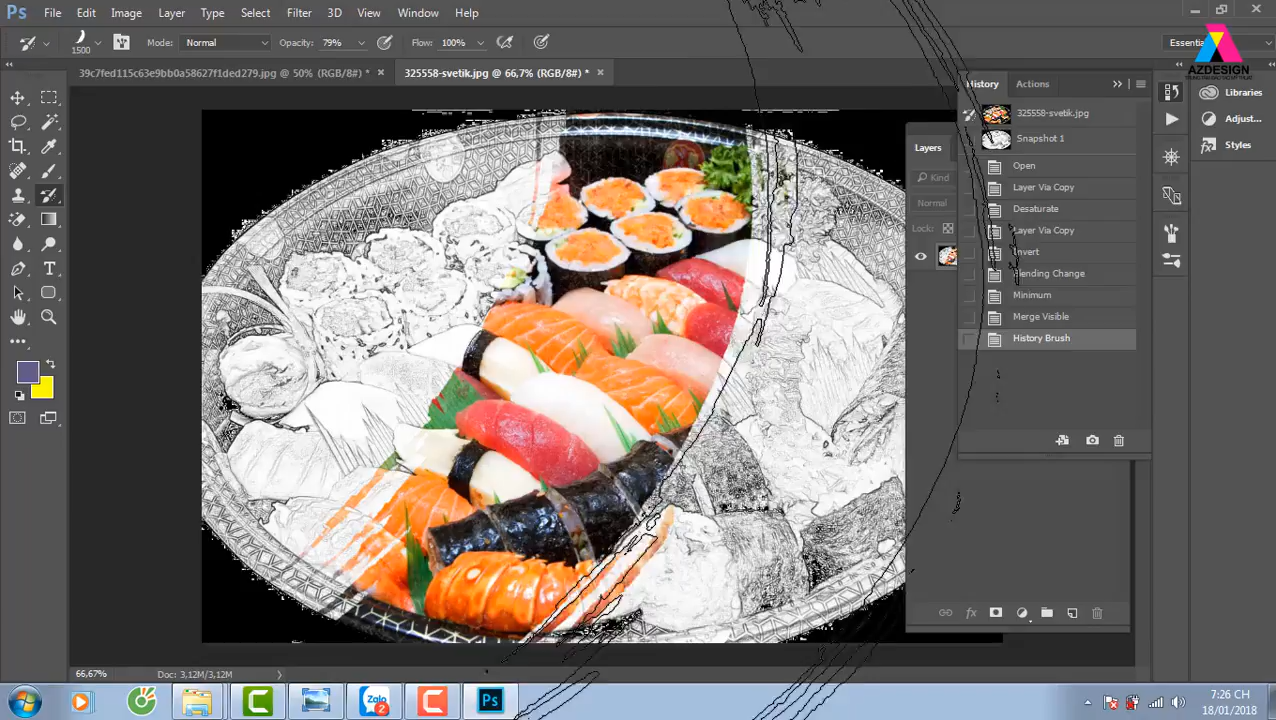 Ps File Edit Image Layer Type Select Filter 3D View Window Help
1500 Mode: Normal Opacity: 79% Flow: 100% Essenti
AZDESIGN
39c7fed115c63e9bb0a58627f1ded279.jpg @ 50% (RGB/8#) * × 325558-svetik.jpg @ 66,7% (RGB/8#) * ×
History Actions
Libraries
325558-svetik.jpg
Adjust...
Snapshot 1
Styles
Layers
Open
Kind
Layer Via Copy
Normal
Desaturate
Lock:
Layer Via Copy
Invert
Blending Change
Minimum
Merge Visible
History Brush
fx
66,67% Doc: 3,12M/3,12M
Zalo
2
Ps
7:26 CH
18/01/2018